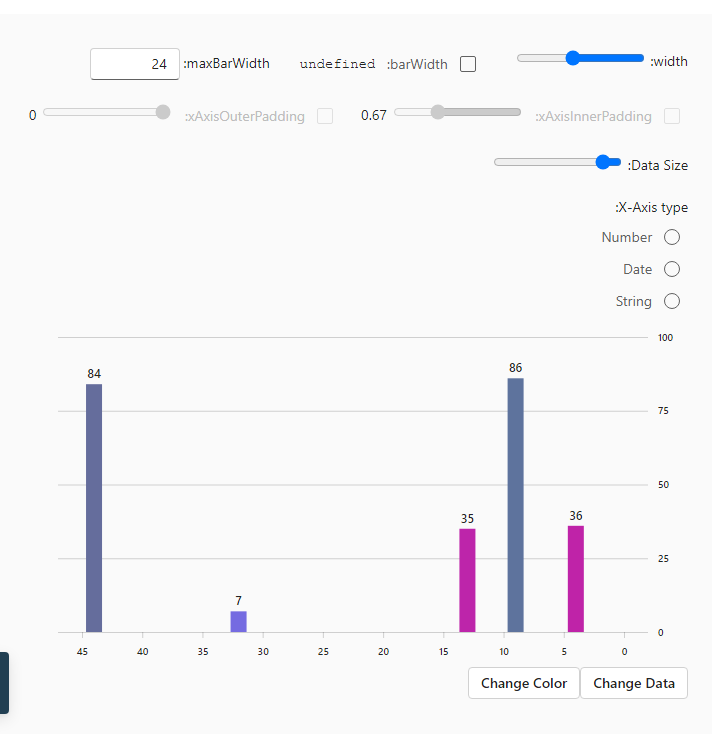 24 :maxBarWidth undefined :barWidth :width
0 :xAxisOuterPadding 0.67 :xAxisInnerPadding
:Data Size
:X-Axis type
Number
Date
String
100
84
86
75
50
35
36
25
7
0
45 40 35 30 25 20 15 10 5 0
Change Color Change Data